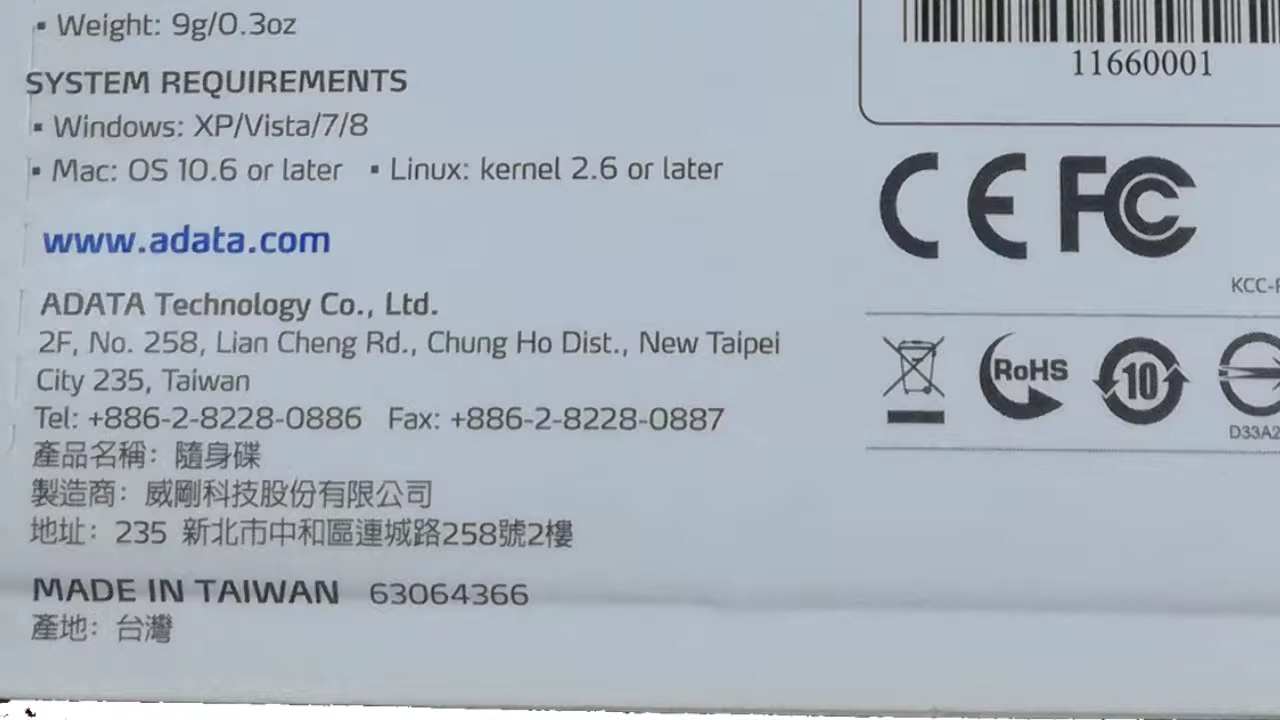 ▪ Weight: 9g/0.3oz
SYSTEM REQUIREMENTS
▪ Windows: XP/Vista/7/8
▪ Mac: OS 10.6 or later ▪ Linux: kernel 2.6 or later
www.adata.com
ADATA Technology Co., Ltd.
2F, No. 258, Lian Cheng Rd., Chung Ho Dist., New Taipei
City 235, Taiwan
Tel: +886-2-8228-0886 Fax: +886-2-8228-0887
產品名稱：隨身碟
製造商：威剛科技股份有限公司
地址：235 新北市中和區連城路258號2樓
MADE IN TAIWAN 63064366
產地：台灣
11660001
CE FC
KCC-
RoHS 10
D33A2